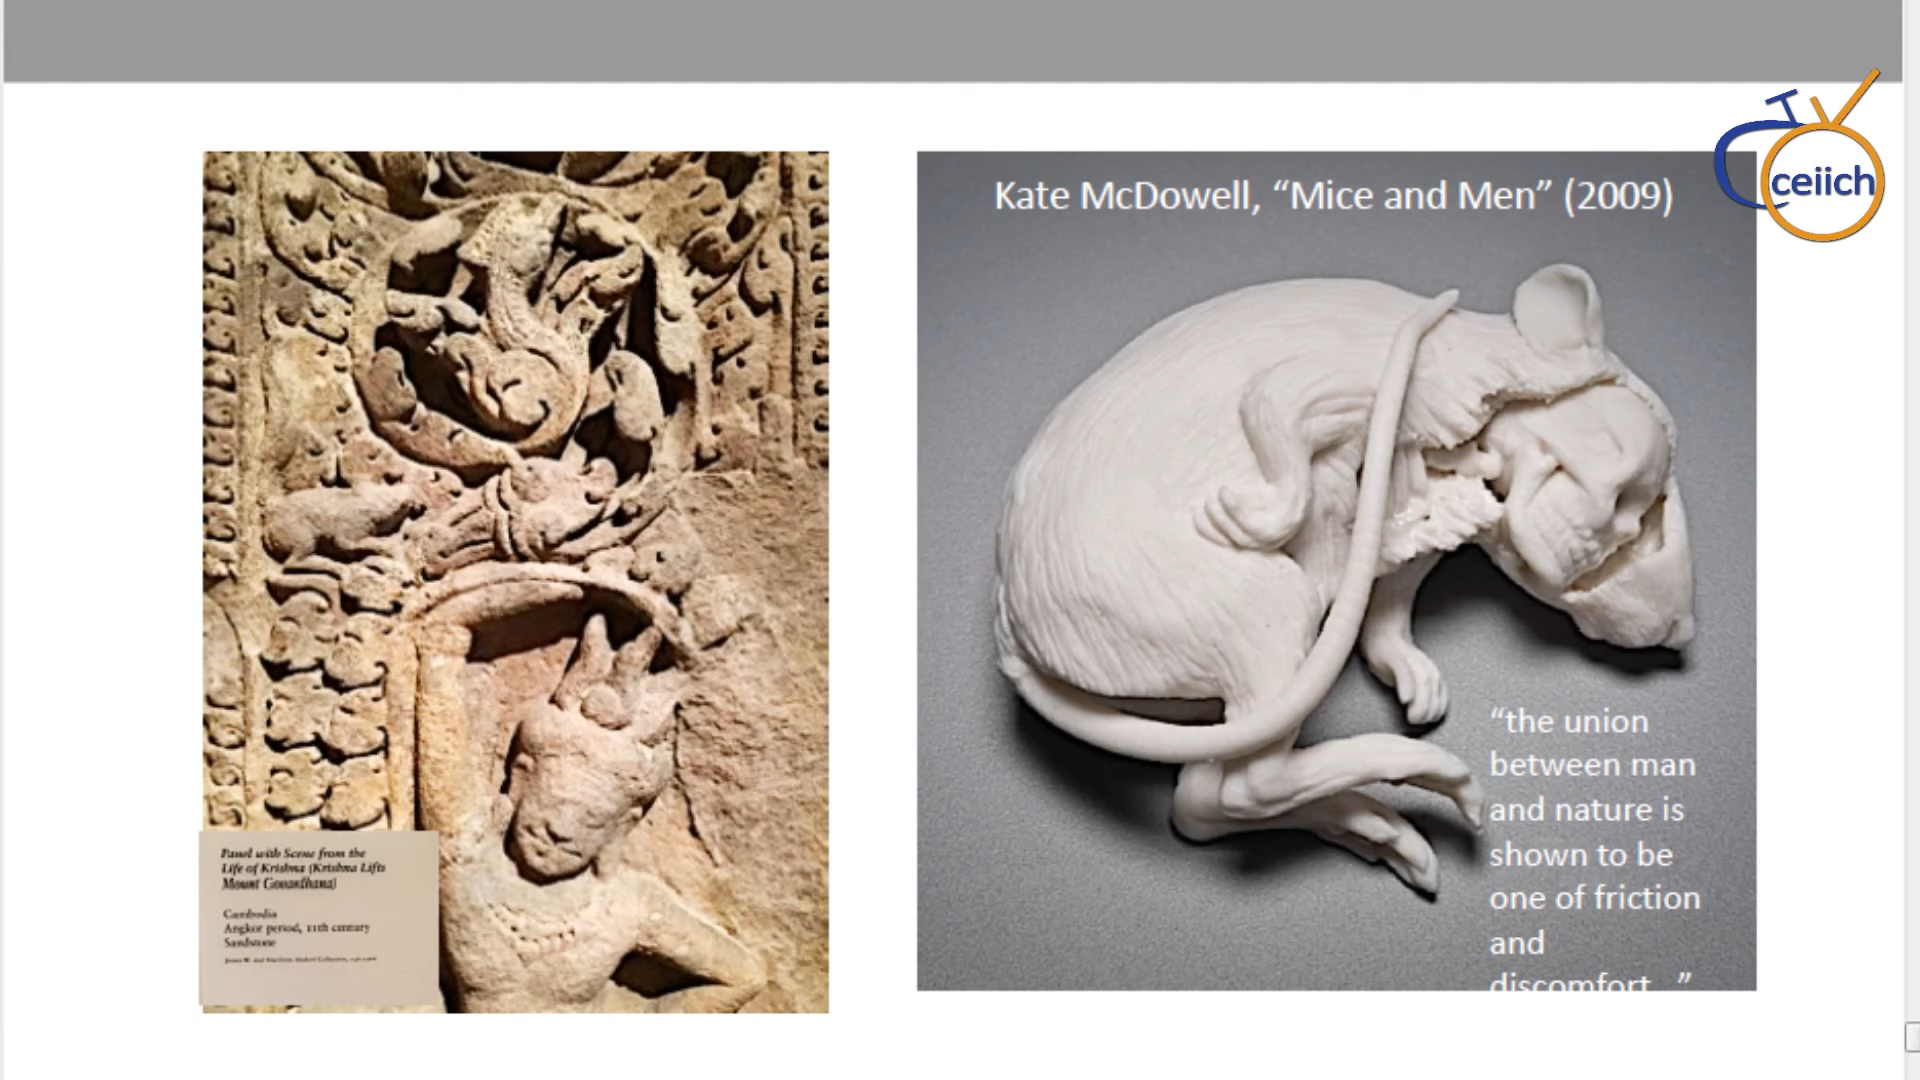 Kate McDowell, “Mice and Men” (2009)
TV
ceiich
“the union
between man
and nature is
shown to be
one of friction
and
discomfort...”
Panel with Scene from the
Life of Krishna (Krishna Lifts
Mount Govardhana)
Cambodia
Angkor period, 11th century
Sandstone